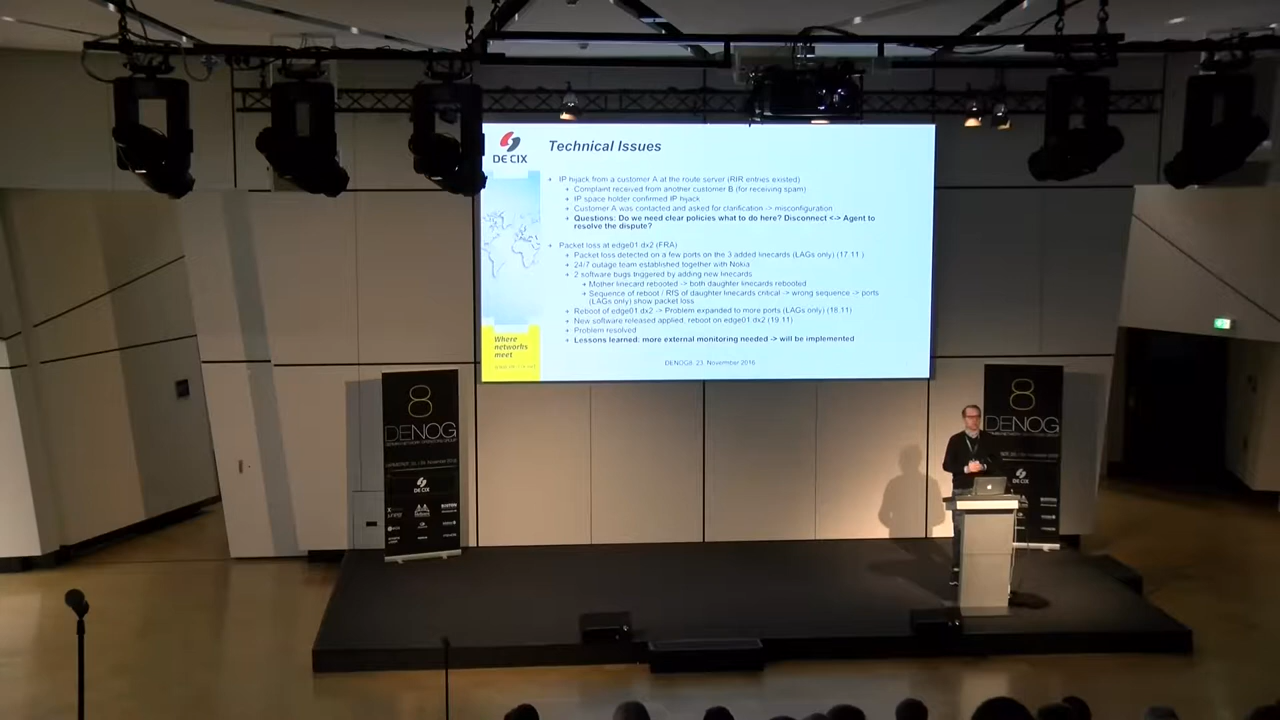 DE CIX
Technical Issues
+ IP hijack from a customer A at the route server (RIR entries existed)
+ Complaint received from another customer B (for receiving spam)
+ IP space holder confirmed IP hijack
+ Customer A was contacted and asked for clarification -> misconfiguration
+ Questions: Do we need clear policies what to do here? Disconnect <-> Agent to
resolve the dispute?
+ Packet loss at edge01.dx2 (FRA)
+ Packet loss detected on a few ports on the 3 added linecards (LAGs only) (17.11.)
+ 24/7 outage team established together with Nokia
+ 2 software bugs triggered by adding new linecards
+ Mother linecard rebooted -> both daughter linecards rebooted
+ Sequence of reboot / RIS of daughter linecards critical -> wrong sequence -> ports
(LAGs only) show packet loss
+ Reboot of edge01.dx2 -> Problem expanded to more ports (LAGs only) (18.11)
+ New software released applied, reboot on edge01.dx2 (19.11)
+ Problem resolved
+ Lessons learned: more external monitoring needed -> will be implemented
Where
networks
meet
DENOG8, 23. November 2016
8
DENOG
DE CIX
8
DENOG
DE CIX